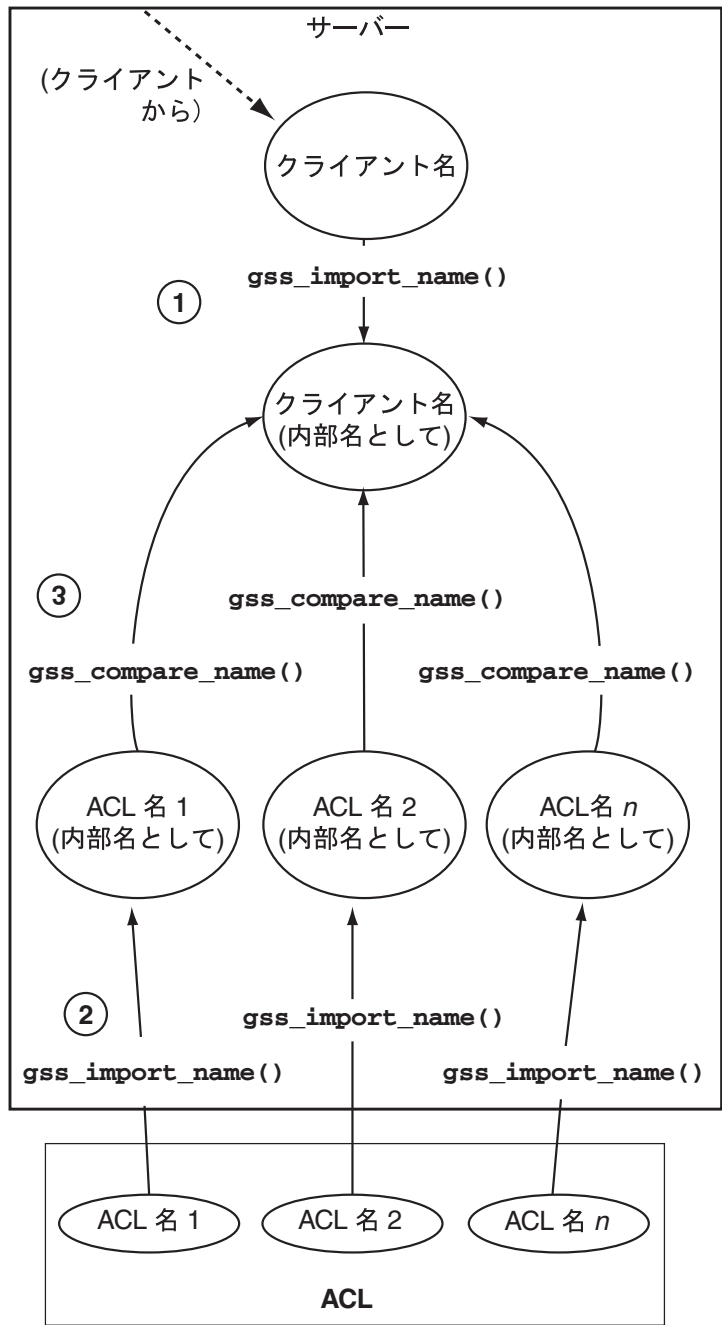 サーバー
(クライアント
から)
クライアント名
gss_import_name()
1
クライアント名
(内部名として)
3
gss_compare_name()
gss_compare_name()
gss_compare_name()
ACL 名 1
(内部名として)
ACL 名 2
(内部名として)
ACL名 n
(内部名として)
2
gss_import_name()
gss_import_name()
gss_import_name()
ACL 名 1
ACL 名 2
ACL 名 n
ACL